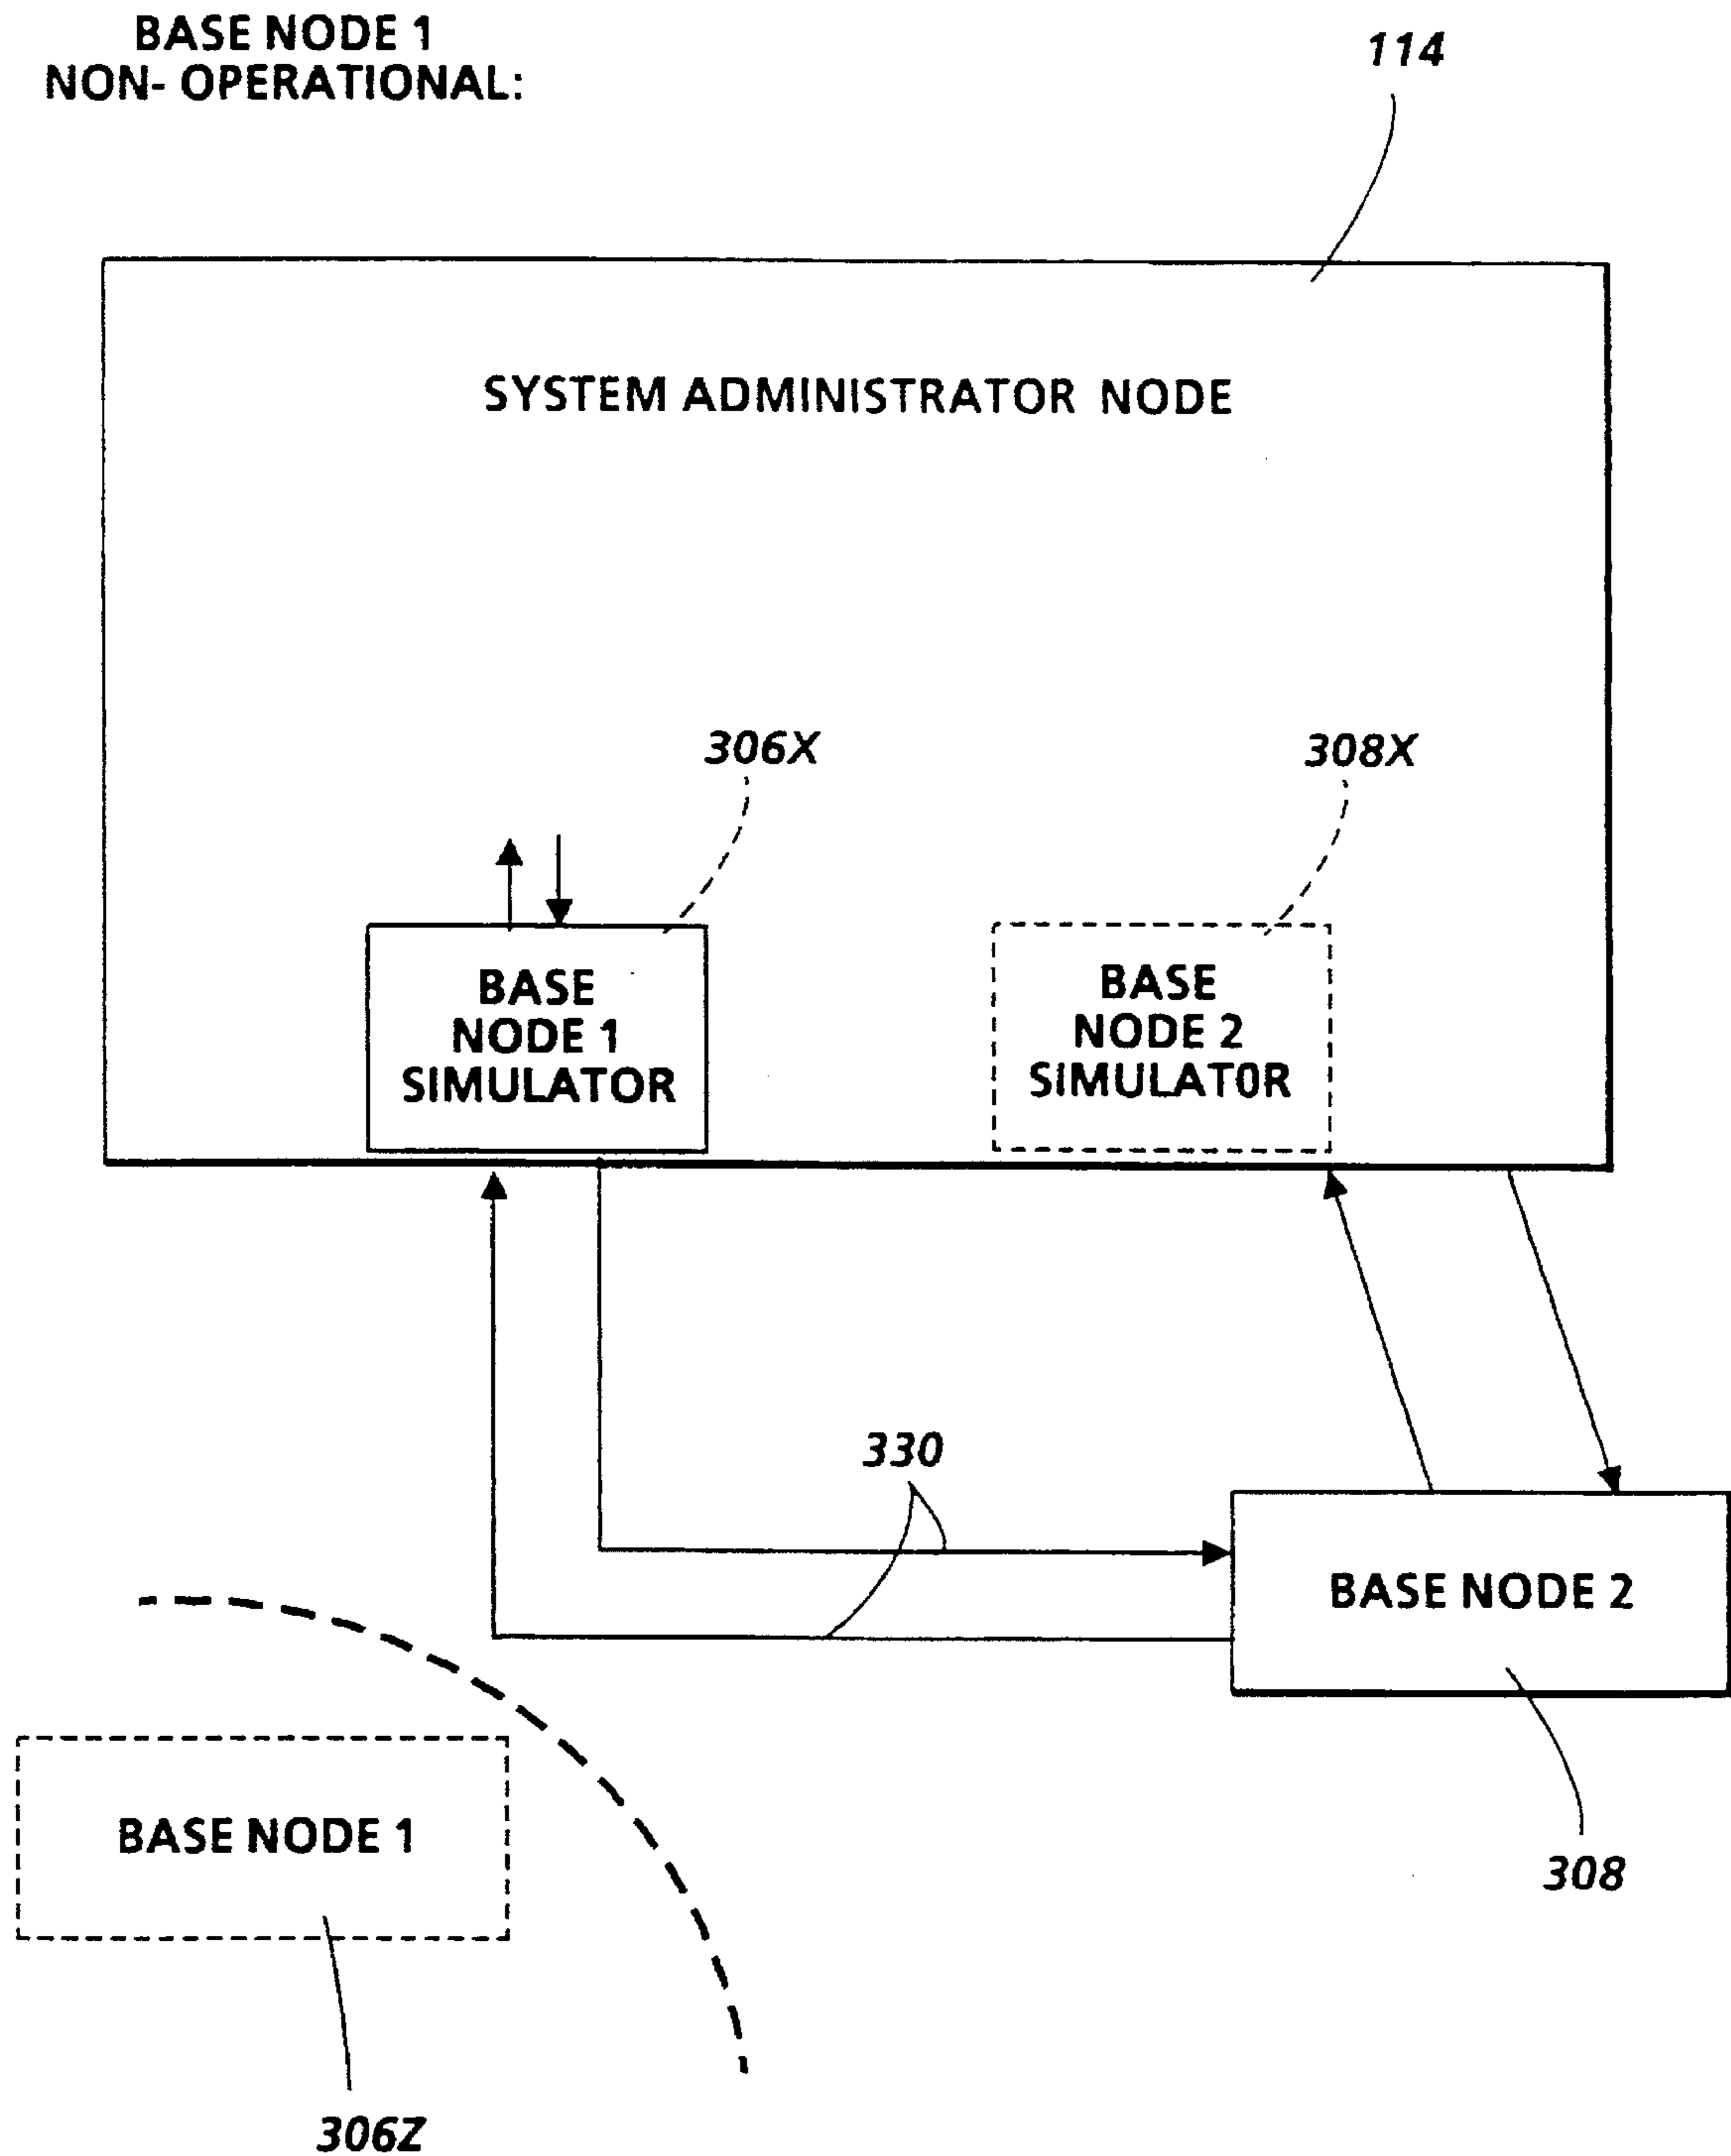 BASE NODE 1
NON- OPERATIONAL:
114
SYSTEM ADMINISTRATOR NODE
306X
308X
BASE
NODE 1
SIMULATOR
BASE
NODE 2
SIMULATOR
330
BASE NODE 2
BASE NODE 1
308
306Z